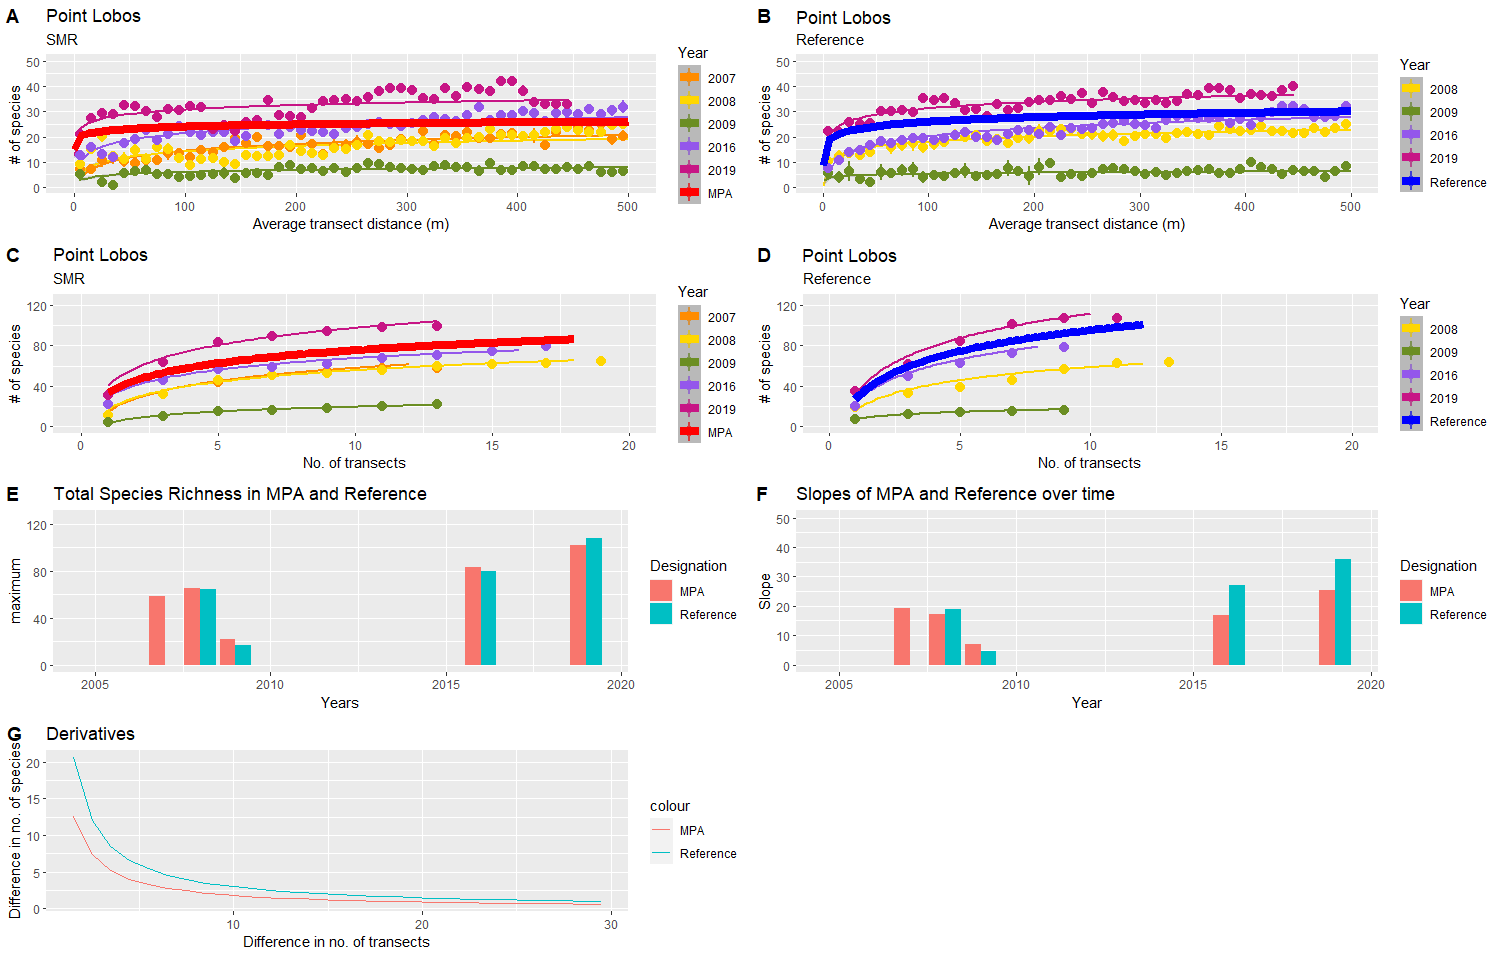 A
Point Lobos
SMR
# of species
50
40
30
20
10
0
0
100
200
300
400
500
Average transect distance (m)
Year
2007
2008
2009
2016
2019
MPA
B
Point Lobos
Reference
# of species
50
40
30
20
10
0
0
100
200
300
400
500
Average transect distance (m)
Year
2008
2009
2016
2019
Reference
C
Point Lobos
SMR
# of species
120
80
40
0
0
5
10
15
20
No. of transects
Year
2007
2008
2009
2016
2019
MPA
D
Point Lobos
Reference
# of species
120
80
40
0
0
5
10
15
20
No. of transects
Year
2008
2009
2016
2019
Reference
E
Total Species Richness in MPA and Reference
maximum
120
80
40
0
2005
2010
2015
2020
Years
Designation
MPA
Reference
F
Slopes of MPA and Reference over time
Slope
50
40
30
20
10
0
2005
2010
2015
2020
Year
Designation
MPA
Reference
G
Derivatives
Difference in no. of species
20
15
10
5
0
10
20
30
Difference in no. of transects
colour
MPA
Reference